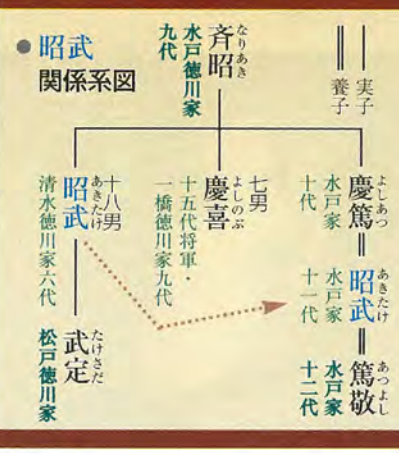 ●昭武
関係系図
実子
養子
なりあき
斉昭
水戸徳川家
九代
よしあつ
慶篤
水戸家
十代
あきたけ
昭武
水戸家
十一代
あつよし
篤敬
水戸家
十二代
七男
よしのぶ
慶喜
十五代将軍・
一橋徳川家九代
十八男
あきたけ
昭武
清水徳川家六代
たけさだ
武定
松戸徳川家